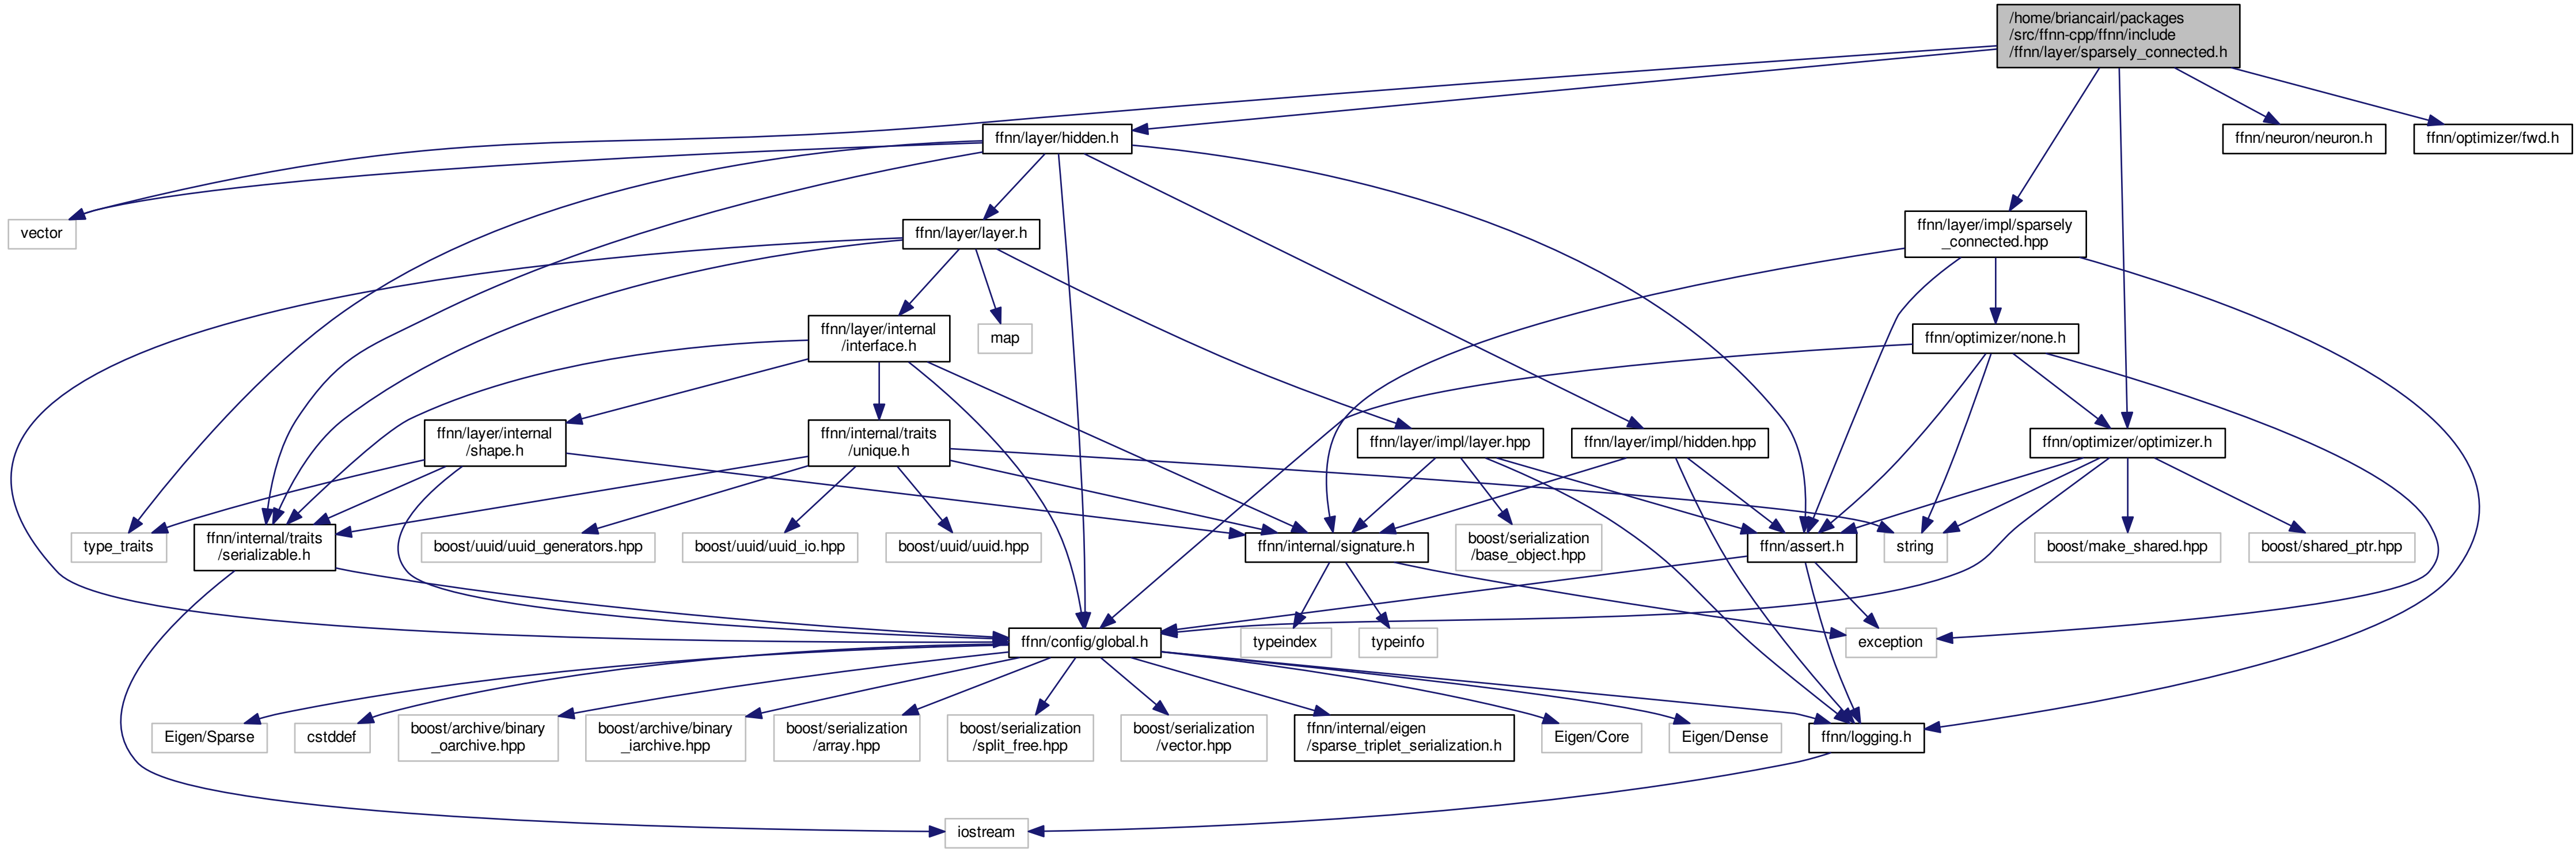 /home/briancairl/packages
/src/ffnn-cpp/ffnn/include
/ffnn/layer/sparsely_connected.h
ffnn/layer/hidden.h
ffnn/neuron/neuron.h
ffnn/optimizer/fwd.h
vector
ffnn/layer/layer.h
ffnn/layer/impl/sparsely
_connected.hpp
ffnn/layer/internal
/interface.h
map
ffnn/optimizer/none.h
ffnn/layer/internal
/shape.h
ffnn/internal/traits
/unique.h
ffnn/layer/impl/layer.hpp
ffnn/layer/impl/hidden.hpp
ffnn/optimizer/optimizer.h
type_traits
ffnn/internal/traits
/serializable.h
boost/uuid/uuid_generators.hpp
boost/uuid/uuid_io.hpp
boost/uuid/uuid.hpp
ffnn/internal/signature.h
boost/serialization
/base_object.hpp
ffnn/assert.h
string
boost/make_shared.hpp
boost/shared_ptr.hpp
ffnn/config/global.h
typeindex
typeinfo
exception
Eigen/Sparse
cstddef
boost/archive/binary
_oarchive.hpp
boost/archive/binary
_iarchive.hpp
boost/serialization
/array.hpp
boost/serialization
/split_free.hpp
boost/serialization
/vector.hpp
ffnn/internal/eigen
/sparse_triplet_serialization.h
Eigen/Core
Eigen/Dense
ffnn/logging.h
iostream